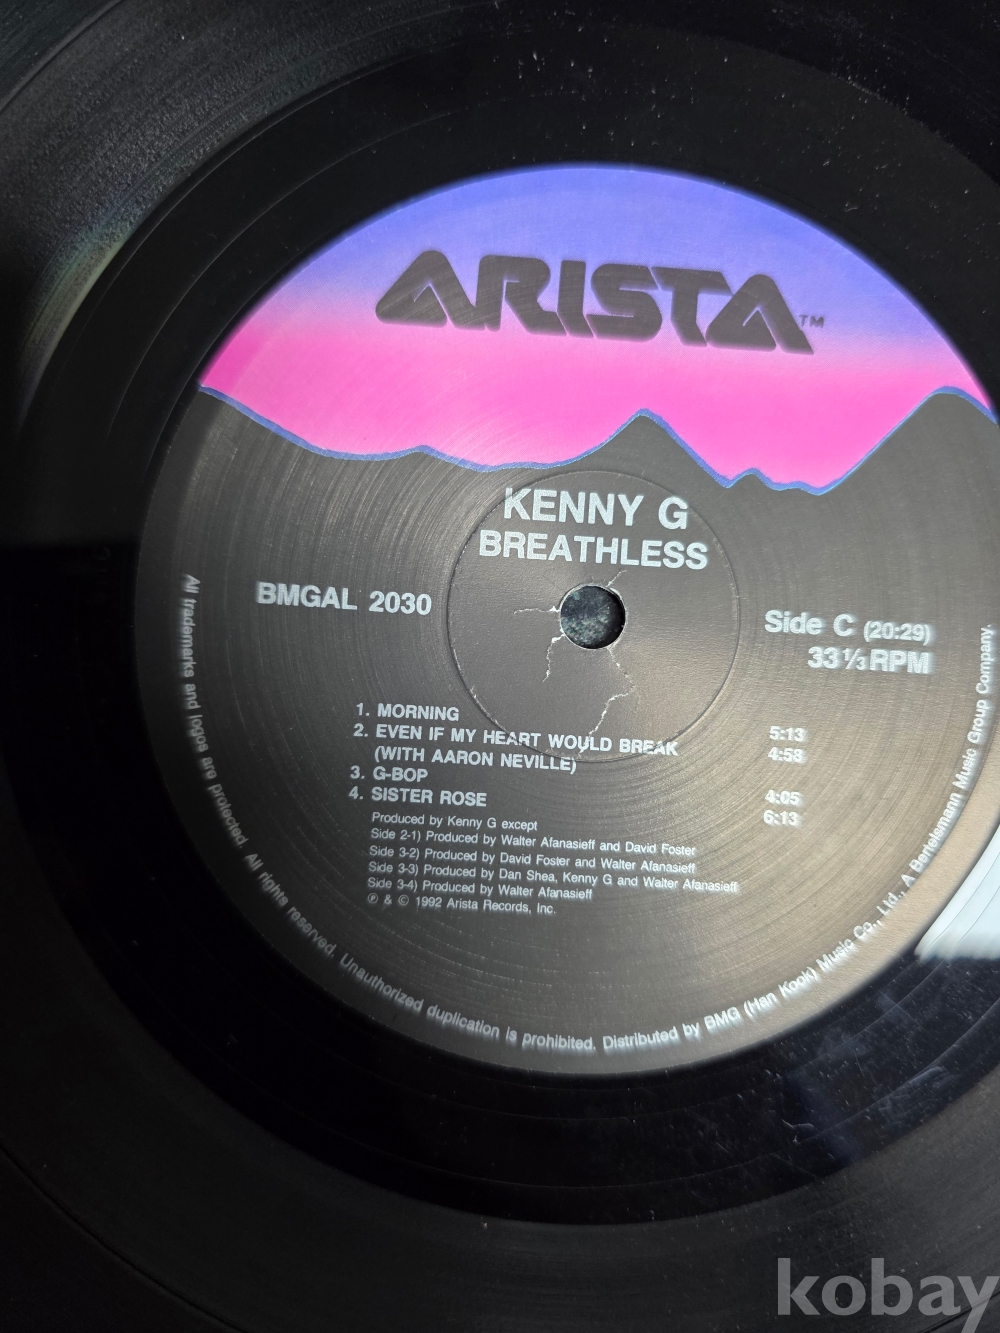 ARISTA™
KENNY G
BREATHLESS
BMGAL 2030
Side C (20:29)
33⅓ RPM
1. MORNING 5:13
2. EVEN IF MY HEART WOULD BREAK 4:58
(WITH AARON NEVILLE)
3. G-BOP 4:05
4. SISTER ROSE 6:13
Produced by Kenny G except
Side 2-1) Produced by Walter Afanasieff and David Foster
Side 3-2) Produced by David Foster and Walter Afanasieff
Side 3-3) Produced by Dan Shea, Kenny G and Walter Afanasieff
Side 3-4) Produced by Walter Afanasieff
℗ & © 1992 Arista Records, Inc.
All trademarks and logos are protected. All rights reserved. Unauthorized duplication is prohibited. Distributed by BMG (Han Kook) Music Co., Ltd., A Bertelsmann Music Group Company.
kobay